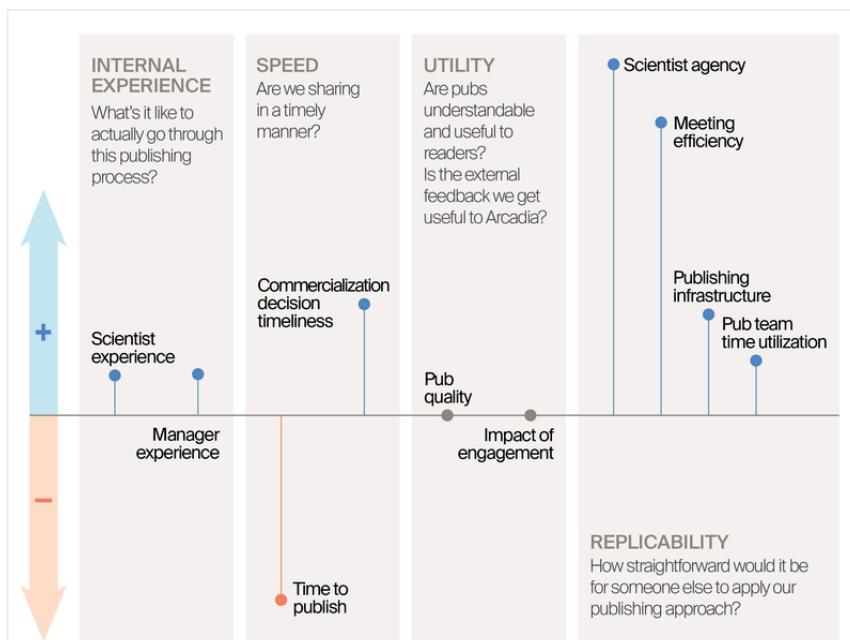 INTERNAL
EXPERIENCE
What's it like to
actually go through
this publishing
process?
SPEED
Are we sharing
in a timely
manner?
UTILITY
Are pubs
understandable
and useful to
readers?
Is the external
feedback we get
useful to Arcadia?
Scientist agency
Meeting
efficiency
Publishing
infrastructure
Pub team
time utilization
Commercialization
decision
timeliness
+
Scientist
experience
Manager
experience
Pub
quality
Impact of
engagement
−
Time to
publish
REPLICABILITY
How straightforward would it be
for someone else to apply our
publishing approach?